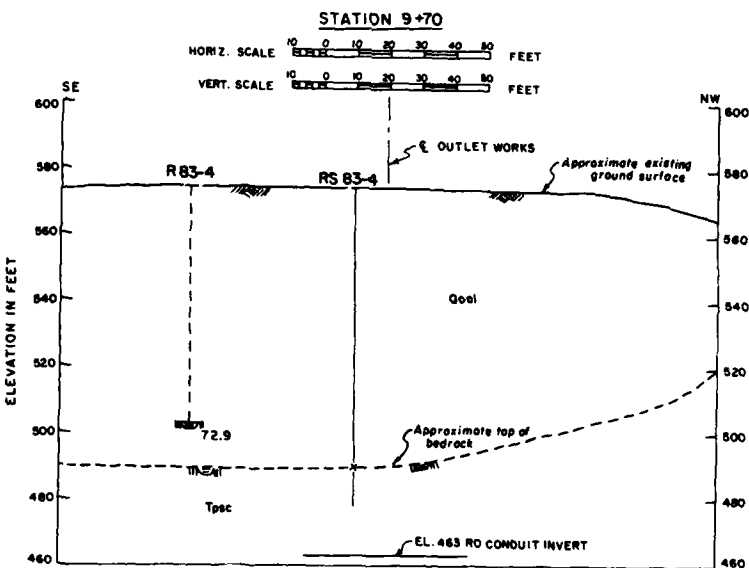 STATION 9+70
HORIZ. SCALE 10 0 10 20 30 40 50 FEET
VERT. SCALE 10 0 10 20 30 40 50 FEET
SE
NW
600
600
℄ OUTLET WORKS
580
580
R 83-4
RS 83-4
Approximate existing
ground surface
560
560
540
540
Qoal
ELEVATION IN FEET
520
520
500
500
72.9
Approximate top of
bedrock
480
480
Tpsc
EL. 463 RO CONDUIT INVERT
460
460